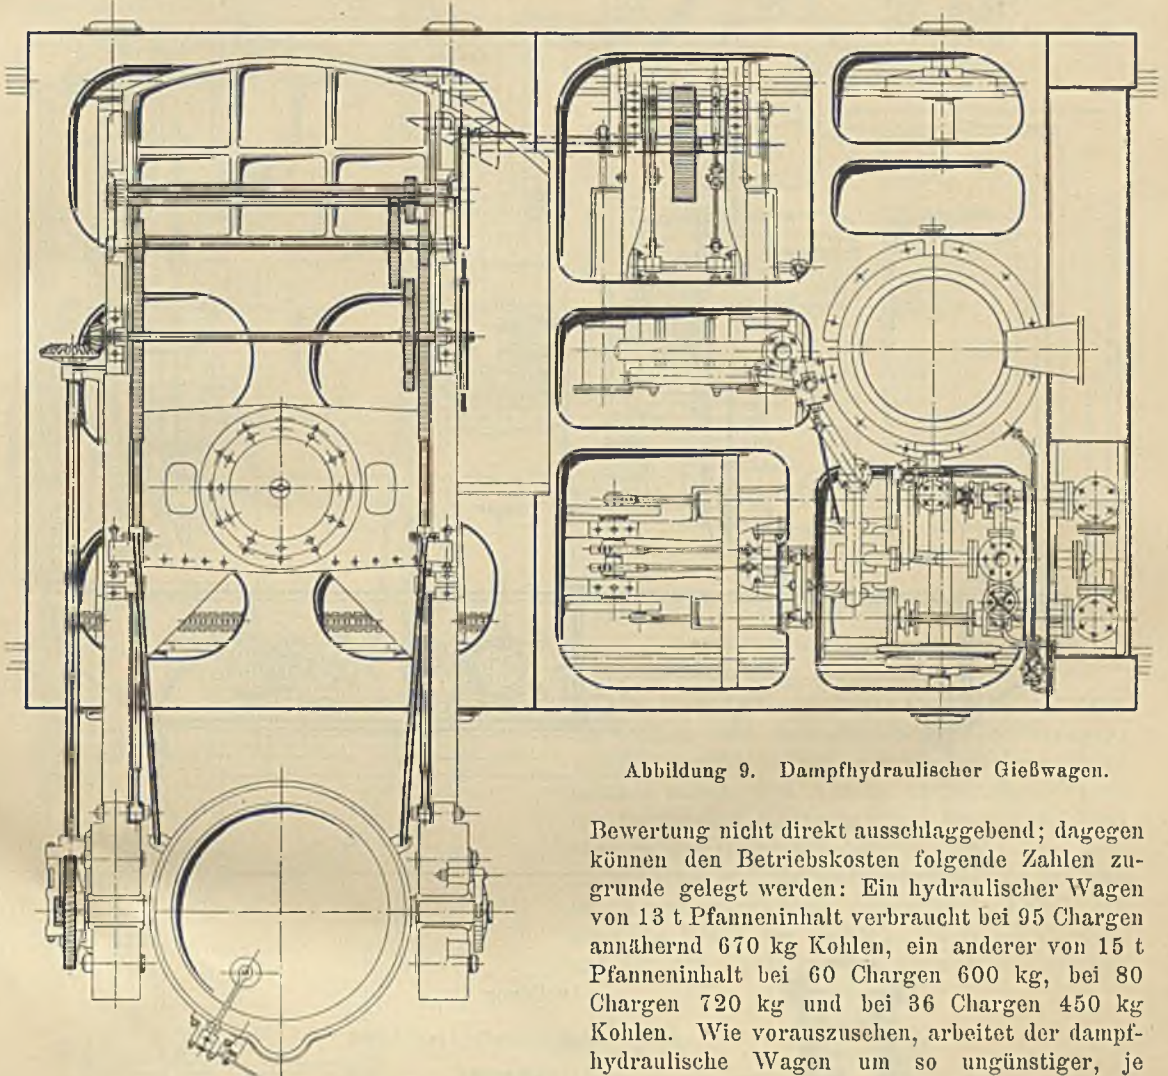 Abbildung 9. Dampfhydraulischer Gießwagen.
Bewertung nicht direkt ausschlaggebend; dagegen
können den Betriebskosten folgende Zahlen zu-
grunde gelegt werden: Ein hydraulischer Wagen
von 13 t Pfanneninhalt verbraucht bei 95 Chargen
annähernd 670 kg Kohlen, ein anderer von 15 t
Pfanneninhalt bei 60 Chargen 600 kg, bei 80
Chargen 720 kg und bei 36 Chargen 450 kg
Kohlen. Wie vorauszusehen, arbeitet der dampf-
hydraulische Wagen um so ungünstiger, je